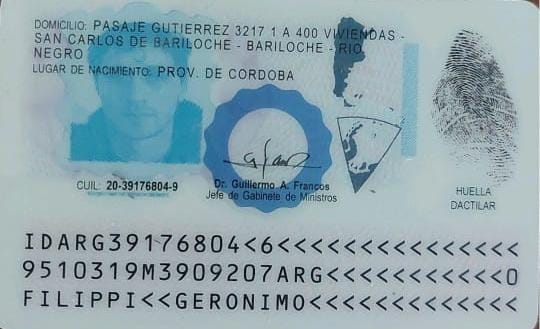 DOMICILIO: PASAJE GUTIERREZ 3217 1 A 400 VIVIENDAS -
SAN CARLOS DE BARILOCHE - BARILOCHE - RIO
NEGRO
LUGAR DE NACIMIENTO: PROV. DE CORDOBA
CUIL: 20-39176804-9
Dr. Guillermo A. Francos
Jefe de Gabinete de Ministros
HUELLA
DACTILAR
IDARG39176804<6<<<<<<<<<<<<<<<
9510319M3909207ARG<<<<<<<<<<<0
FILIPPI<<GERONIMO<<<<<<<<<<<<<